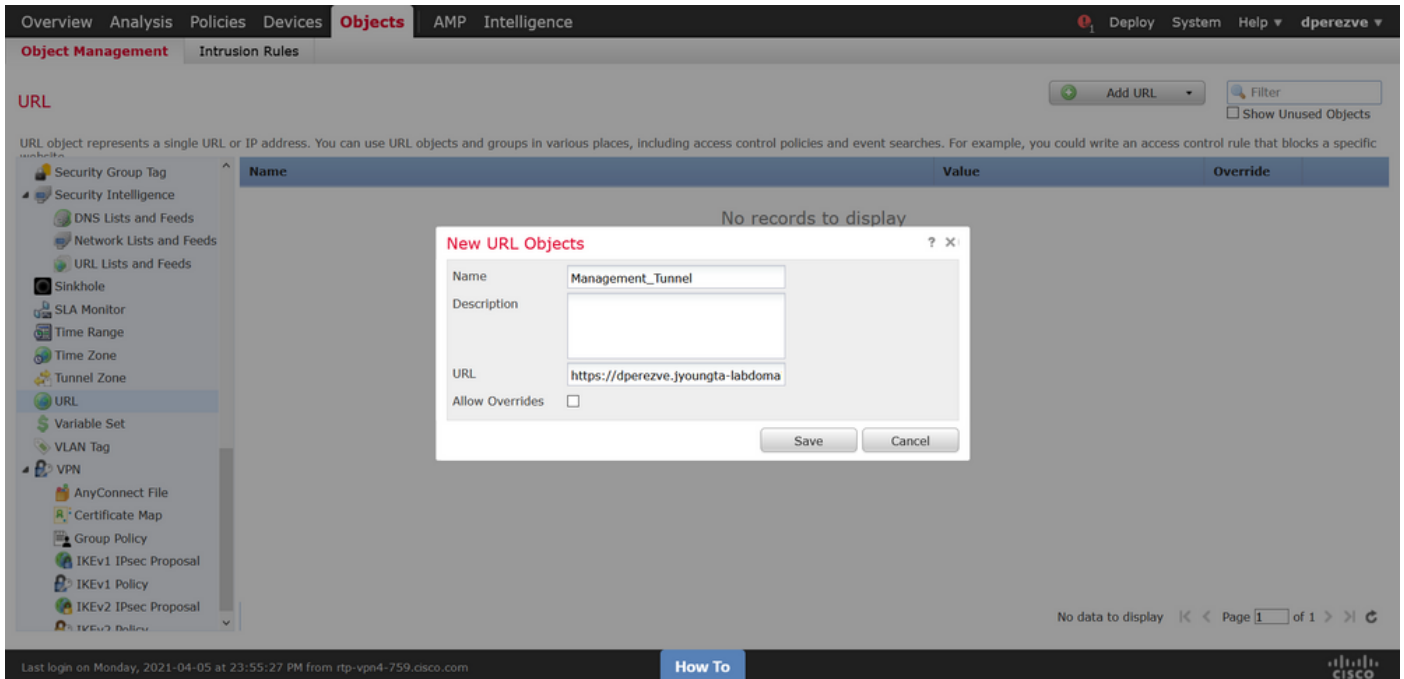 Overview Analysis Policies Devices Objects AMP Intelligence 1 Deploy System Help dperezve
Object Management Intrusion Rules
URL
Add URL
Filter
Show Unused Objects
URL object represents a single URL or IP address. You can use URL objects and groups in various places, including access control policies and event searches. For example, you could write an access control rule that blocks a specific
website
Name Value Override
No records to display
Security Group Tag
Security Intelligence
DNS Lists and Feeds
Network Lists and Feeds
URL Lists and Feeds
Sinkhole
SLA Monitor
Time Range
Time Zone
Tunnel Zone
URL
Variable Set
VLAN Tag
VPN
AnyConnect File
Certificate Map
Group Policy
IKEv1 IPsec Proposal
IKEv1 Policy
IKEv2 IPsec Proposal
IKEv2 Policy
New URL Objects ? X
Name Management_Tunnel
Description
URL https://dperezve.jyoungta-labdoma
Allow Overrides
Save Cancel
No data to display |< < Page 1 of 1 > >|
Last login on Monday, 2021-04-05 at 23:55:27 PM from rtp-vpn4-759.cisco.com
How To
CISCO